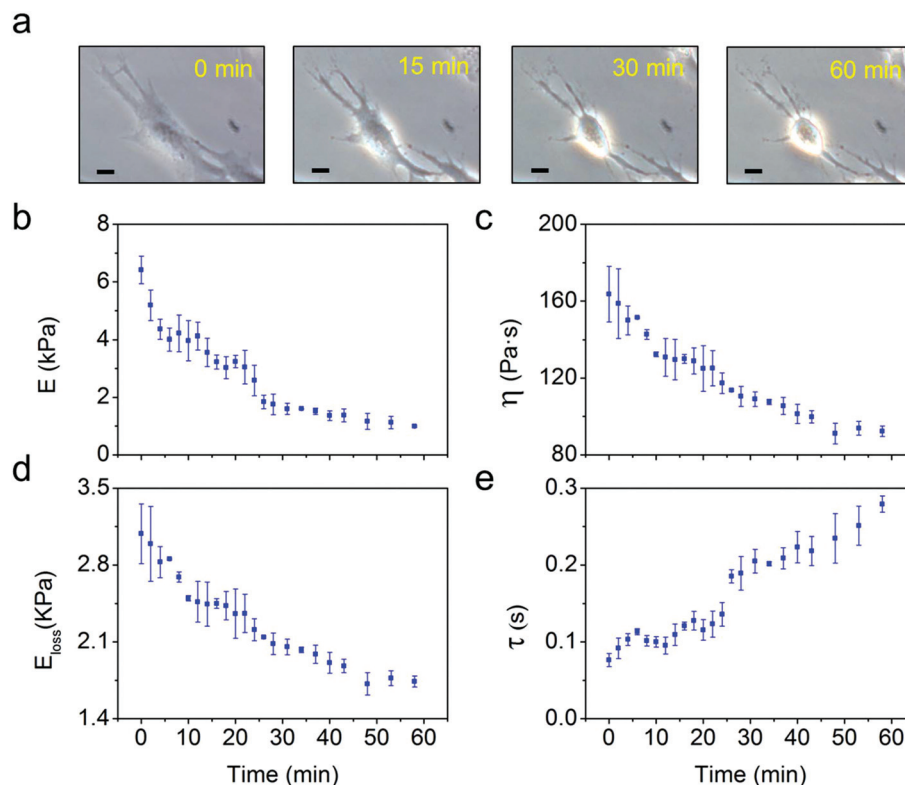 a
0 min 15 min 30 min 60 min
b c
8
6
4
2
0
E (kPa)
200
160
120
80
η (Pa·s)
d e
3.5
2.8
2.1
1.4
E_loss(KPa)
0.3
0.2
0.1
0.0
τ (s)
0 10 20 30 40 50 60
0 10 20 30 40 50 60
Time (min) Time (min)